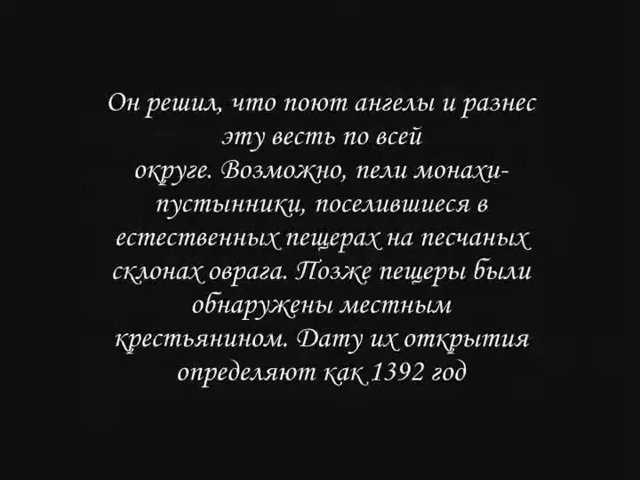 Он решил, что поют ангелы и разнес
эту весть по всей
округе. Возможно, пели монахи-
пустынники, поселившиеся в
естественных пещерах на песчаных
склонах оврага. Позже пещеры были
обнаружены местным
крестьянином. Дату их открытия
определяют как 1392 год